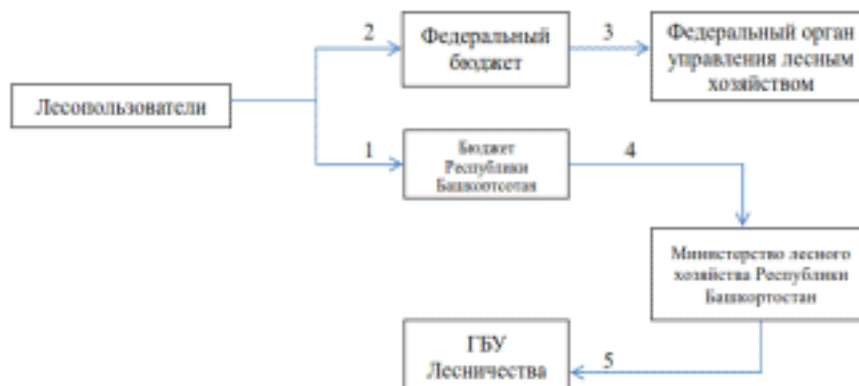 2
Федеральный
бюджет
3
Федеральный орган
управления лесным
хозяйством
Лесопользователи
1
Бюджет
Республики
Башкоотсотан
4
Министерство лесного
хозяйства Республики
Башкортостан
ГБУ
Лесничества
5